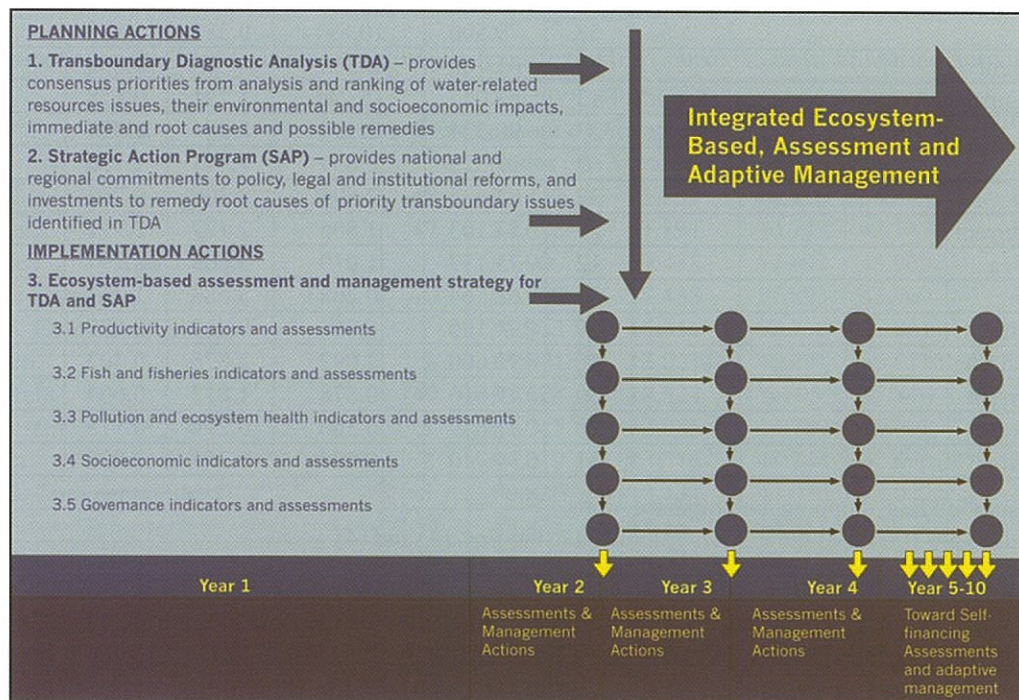 PLANNING ACTIONS
1. Transboundary Diagnostic Analysis (TDA) – provides
consensus priorities from analysis and ranking of water-related
resources issues, their environmental and socioeconomic impacts,
immediate and root causes and possible remedies
2. Strategic Action Program (SAP) – provides national and
regional commitments to policy, legal and institutional reforms, and
investments to remedy root causes of priority transboundary issues
identified in TDA
IMPLEMENTATION ACTIONS
3. Ecosystem-based assessment and management strategy for
TDA and SAP
3.1 Productivity indicators and assessments
3.2 Fish and fisheries indicators and assessments
3.3 Pollution and ecosystem health indicators and assessments
3.4 Socioeconomic indicators and assessments
3.5 Governance indicators and assessments
Integrated Ecosystem-
Based, Assessment and
Adaptive Management
Year 1
Year 2
Assessments &
Management
Actions
Year 3
Assessments &
Management
Actions
Year 4
Assessments &
Management
Actions
Year 5-10
Toward Self-
financing
Assessments
and adaptive
management